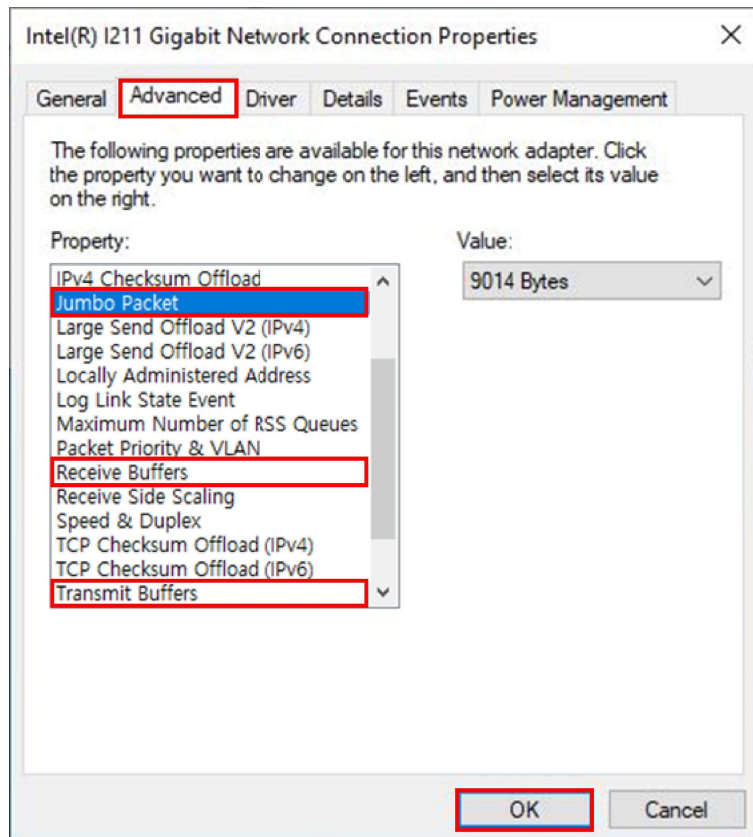 Intel(R) I211 Gigabit Network Connection Properties
General Advanced Driver Details Events Power Management
The following properties are available for this network adapter. Click
the property you want to change on the left, and then select its value
on the right.
Property:
Value:
IPv4 Checksum Offload
Jumbo Packet
Large Send Offload V2 (IPv4)
Large Send Offload V2 (IPv6)
Locally Administered Address
Log Link State Event
Maximum Number of RSS Queues
Packet Priority & VLAN
Receive Buffers
Receive Side Scaling
Speed & Duplex
TCP Checksum Offload (IPv4)
TCP Checksum Offload (IPv6)
Transmit Buffers
9014 Bytes
OK
Cancel